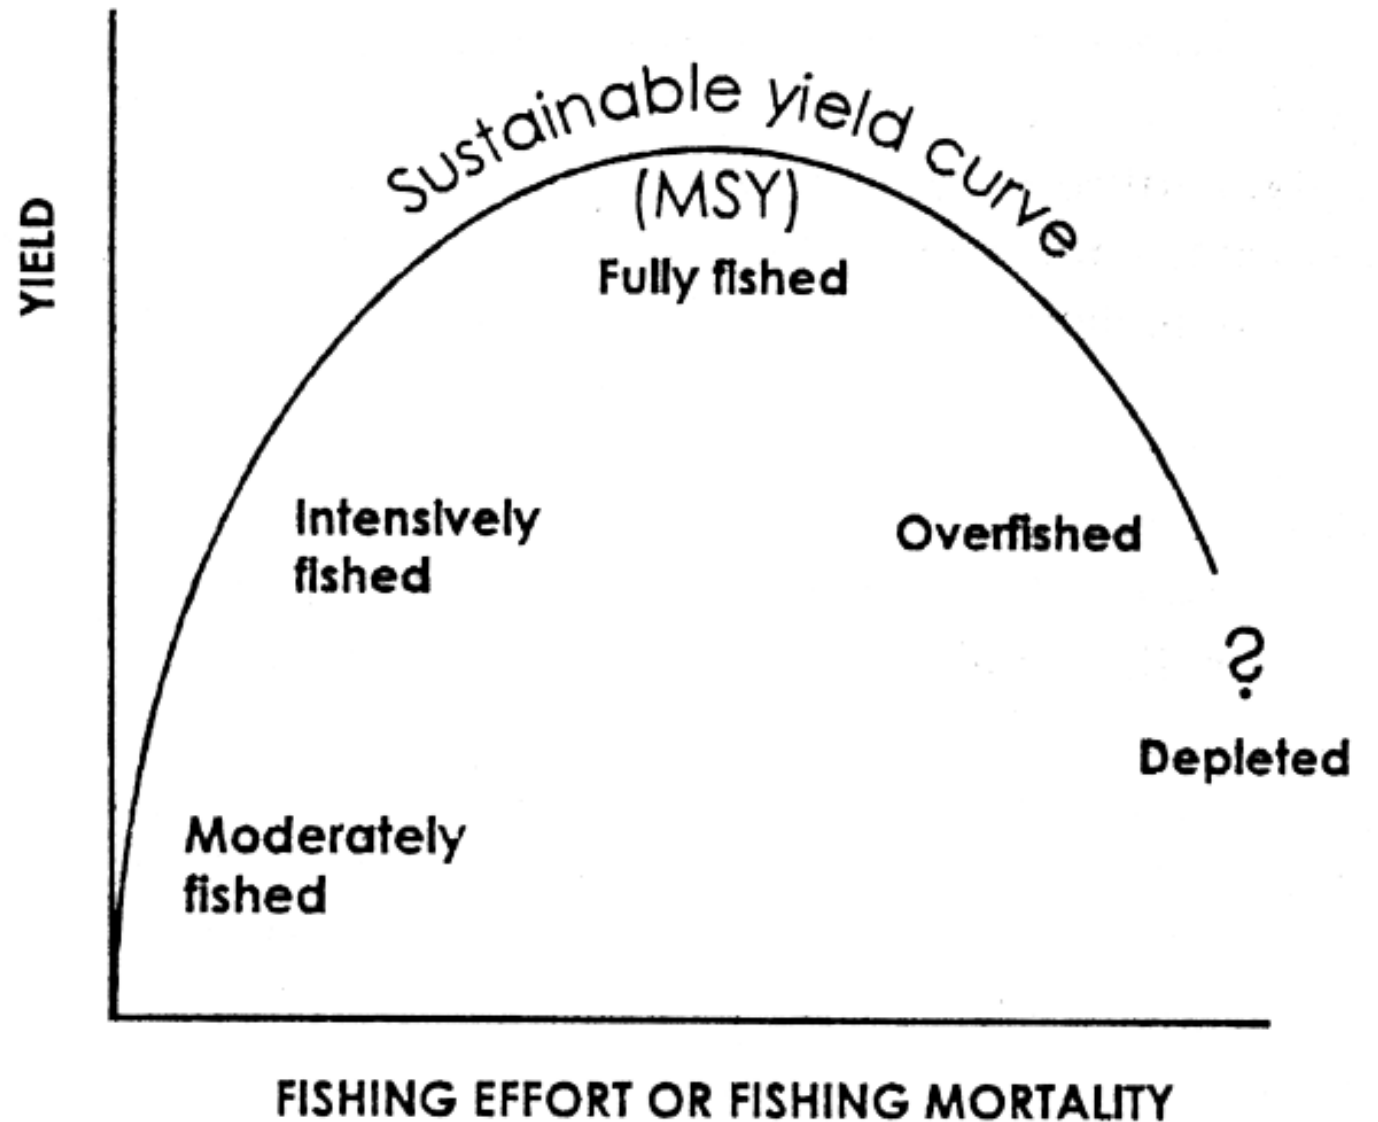 Sustainable yield curve
(MSY)
Fully fished
YIELD
Intensively
fished
Overfished
?
Depleted
Moderately
fished
FISHING EFFORT OR FISHING MORTALITY